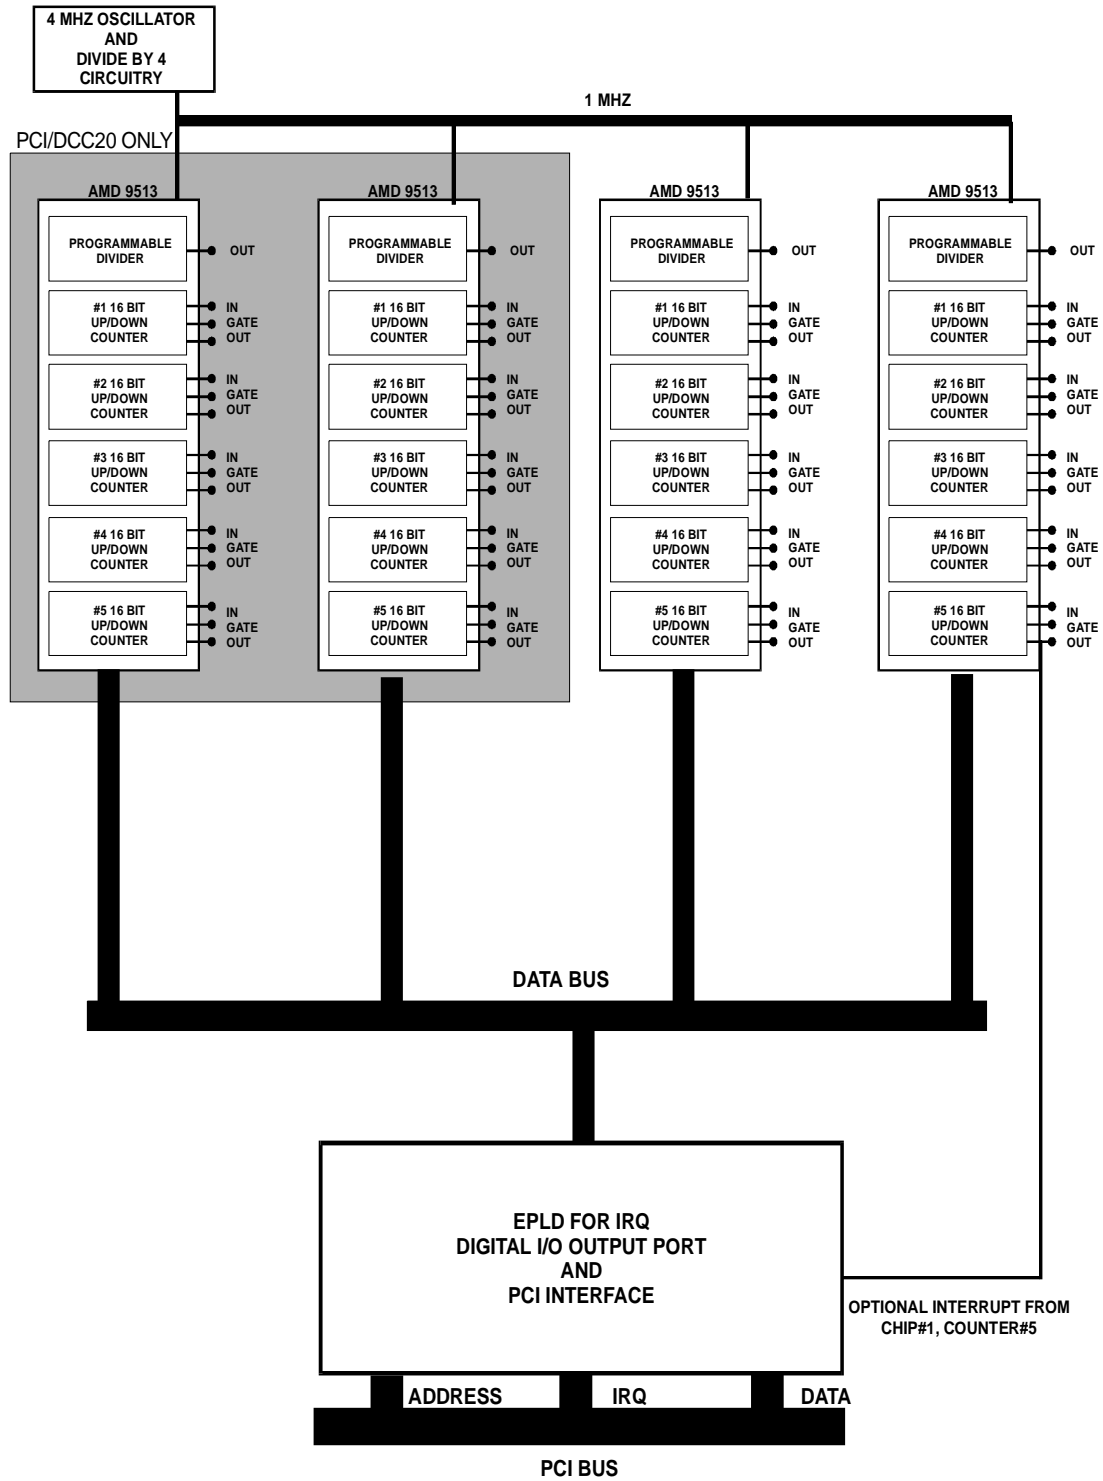 4 MHZ OSCILLATOR
AND
DIVIDE BY 4
CIRCUITRY
1 MHZ
PCI/DCC20 ONLY
AMD 9513
PROGRAMMABLE
DIVIDER
OUT
#1 16 BIT
UP/DOWN
COUNTER
IN
GATE
OUT
#2 16 BIT
UP/DOWN
COUNTER
IN
GATE
OUT
#3 16 BIT
UP/DOWN
COUNTER
IN
GATE
OUT
#4 16 BIT
UP/DOWN
COUNTER
IN
GATE
OUT
#5 16 BIT
UP/DOWN
COUNTER
IN
GATE
OUT
AMD 9513
PROGRAMMABLE
DIVIDER
OUT
#1 16 BIT
UP/DOWN
COUNTER
IN
GATE
OUT
#2 16 BIT
UP/DOWN
COUNTER
IN
GATE
OUT
#3 16 BIT
UP/DOWN
COUNTER
IN
GATE
OUT
#4 16 BIT
UP/DOWN
COUNTER
IN
GATE
OUT
#5 16 BIT
UP/DOWN
COUNTER
IN
GATE
OUT
AMD 9513
PROGRAMMABLE
DIVIDER
OUT
#1 16 BIT
UP/DOWN
COUNTER
IN
GATE
OUT
#2 16 BIT
UP/DOWN
COUNTER
IN
GATE
OUT
#3 16 BIT
UP/DOWN
COUNTER
IN
GATE
OUT
#4 16 BIT
UP/DOWN
COUNTER
IN
GATE
OUT
#5 16 BIT
UP/DOWN
COUNTER
IN
GATE
OUT
AMD 9513
PROGRAMMABLE
DIVIDER
OUT
#1 16 BIT
UP/DOWN
COUNTER
IN
GATE
OUT
#2 16 BIT
UP/DOWN
COUNTER
IN
GATE
OUT
#3 16 BIT
UP/DOWN
COUNTER
IN
GATE
OUT
#4 16 BIT
UP/DOWN
COUNTER
IN
GATE
OUT
#5 16 BIT
UP/DOWN
COUNTER
IN
GATE
OUT
DATA BUS
EPLD FOR IRQ
DIGITAL I/O OUTPUT PORT
AND
PCI INTERFACE
OPTIONAL INTERRUPT FROM
CHIP#1, COUNTER#5
ADDRESS
IRQ
DATA
PCI BUS